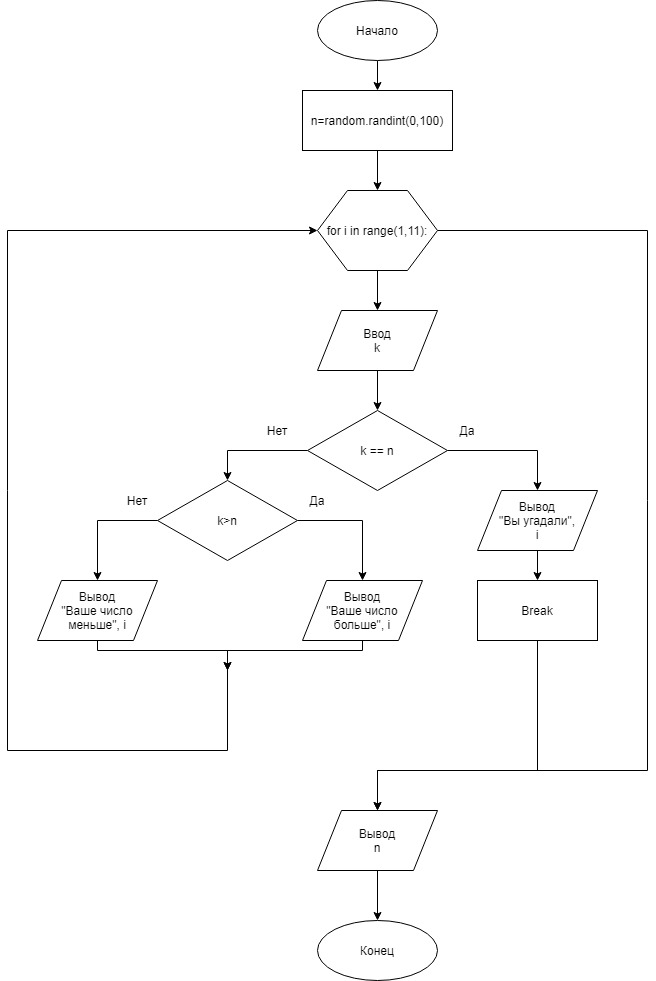 Начало
n=random.randint(0,100)
for i in range(1,11):
Ввод
k
Нет
Да
k == n
Нет
Да
k>n
Вывод
"Вы угадали",
i
Вывод
"Ваше число
меньше", i
Вывод
"Ваше число
больше", i
Break
Вывод
n
Конец